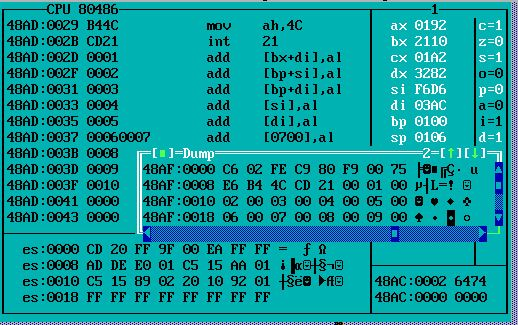 CPU 80486 1
48AD:0029 B44C mov ah,4C ax 0192 c=1
48AD:002B CD21 int 21 bx 2110 z=0
48AD:002D 0001 add [bx+di],al cx 01A2 s=1
48AD:002F 0002 add [bp+si],al dx 3282 o=0
48AD:0031 0003 add [bp+di],al si F6D6 p=0
48AD:0033 0004 add [si],al di 03AC a=0
48AD:0035 0005 add [di],al bp 0100 i=1
48AD:0037 00060007 add [0700],al sp 0106 d=1
48AD:003B 0008
48AD:003D 0009
48AD:003F 0010
48AD:0041 0000
48AD:0043 0000
[■]=Dump 2=[↑][↓]
48AF:0000 C6 02 FE C9 80 F9 00 75
48AF:0008 E6 B4 4C CD 21 00 01 00 µ┤L=! ☺
48AF:0010 02 00 03 00 04 00 05 00 ☻ ♥ ♦ ♣
48AF:0018 06 00 07 00 08 00 09 00 ♠ • ◘ ○
es:0000 CD 20 FF 9F 00 EA FF FF = ƒ Ω
es:0008 AD DE E0 01 C5 15 AA 01 ¡▐α☺┼§¬☺
es:0010 C5 15 89 02 20 10 92 01 ┼§ë☻ ►Æ☺
es:0018 FF FF FF FF FF FF FF FF
48AC:0002 6474
48AC:0000 0000